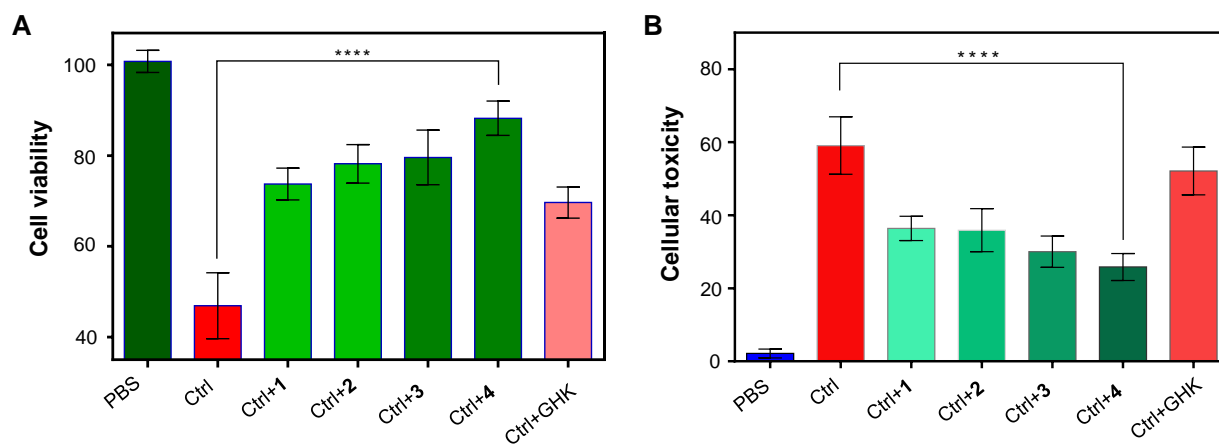 A
Cell viability
100
80
60
40
****
PBS
Ctrl
Ctrl+1
Ctrl+2
Ctrl+3
Ctrl+4
Ctrl+GHK
B
Cellular toxicity
80
60
40
20
0
****
PBS
Ctrl
Ctrl+1
Ctrl+2
Ctrl+3
Ctrl+4
Ctrl+GHK